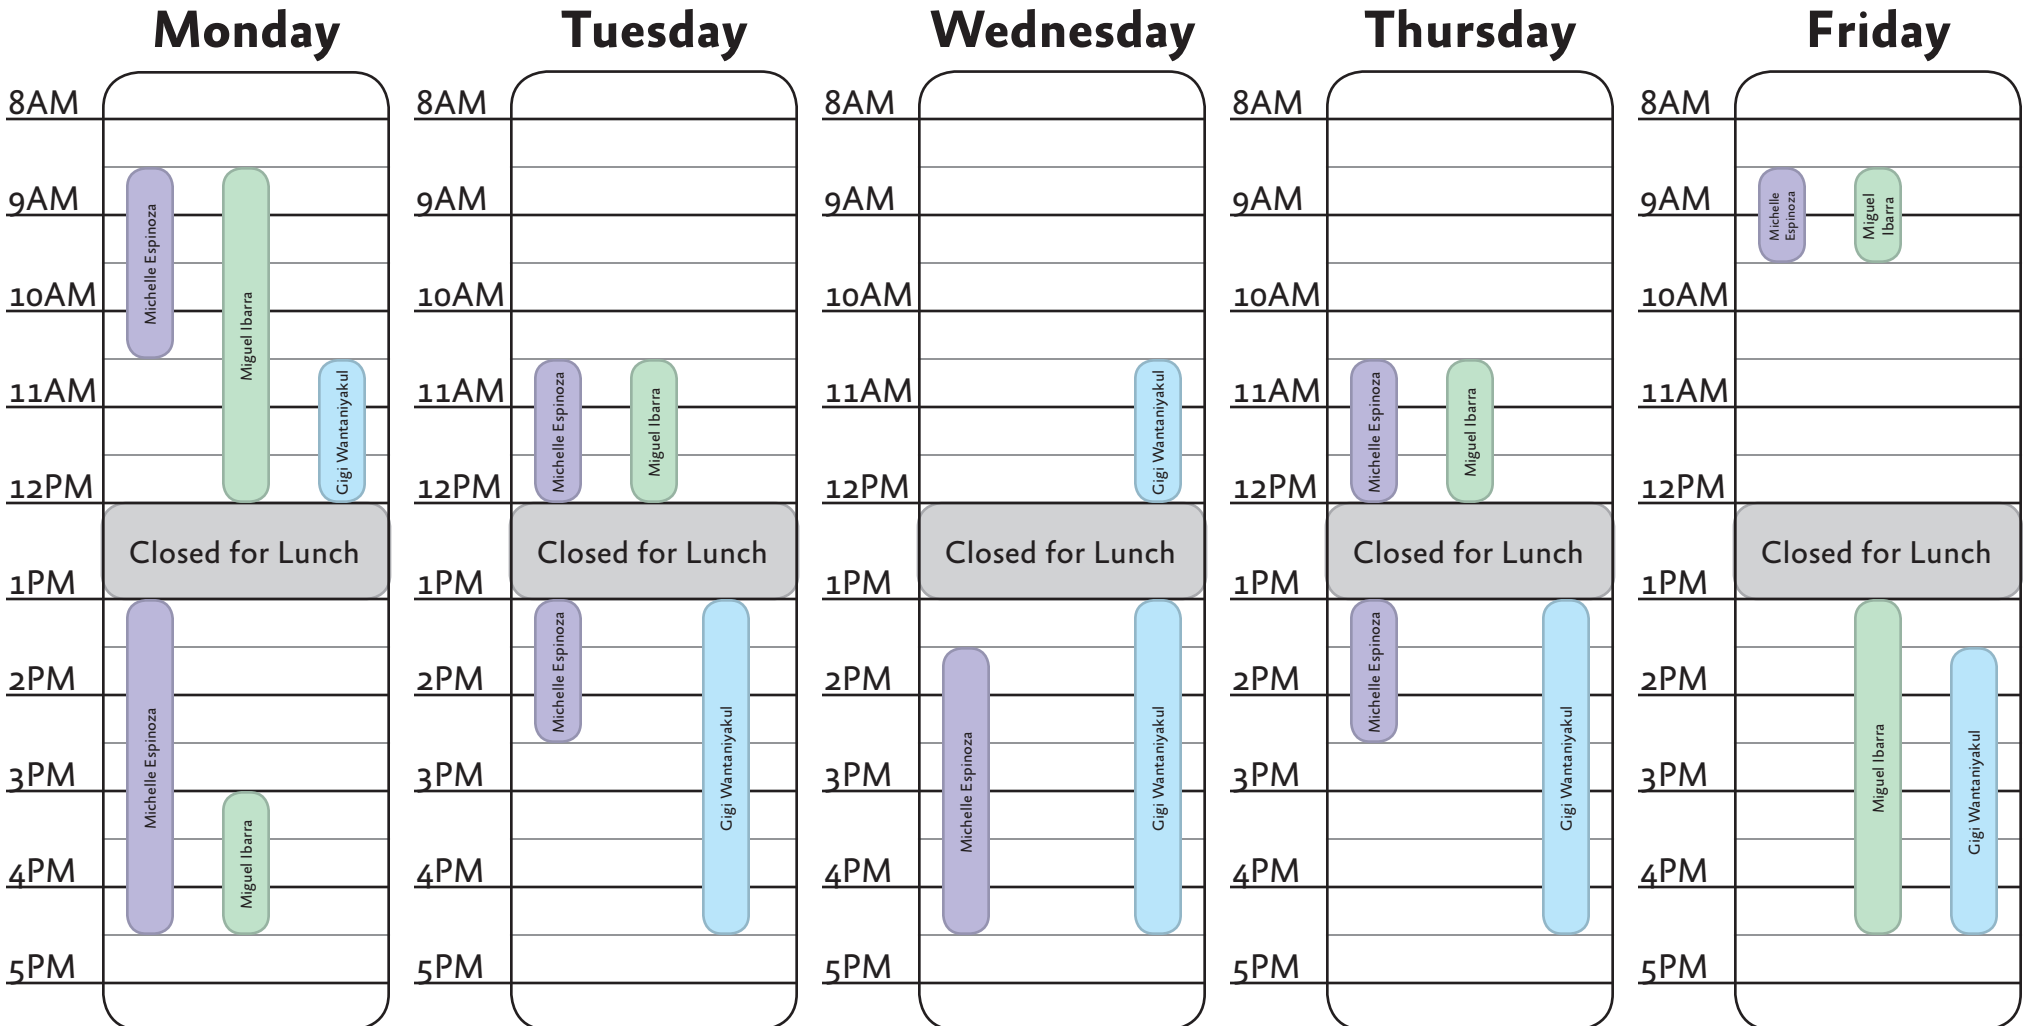 Monday
8AM
9AM
10AM
11AM
12PM
1PM
2PM
3PM
4PM
5PM
Michelle Espinoza
Miguel Ibarra
Gigi Wantaniyakul
Closed for Lunch
Michelle Espinoza
Miguel Ibarra
Tuesday
8AM
9AM
10AM
11AM
12PM
1PM
2PM
3PM
4PM
5PM
Michelle Espinoza
Miguel Ibarra
Closed for Lunch
Michelle Espinoza
Gigi Wantaniyakul
Wednesday
8AM
9AM
10AM
11AM
12PM
1PM
2PM
3PM
4PM
5PM
Gigi Wantaniyakul
Closed for Lunch
Michelle Espinoza
Gigi Wantaniyakul
Thursday
8AM
9AM
10AM
11AM
12PM
1PM
2PM
3PM
4PM
5PM
Michelle Espinoza
Miguel Ibarra
Closed for Lunch
Michelle Espinoza
Gigi Wantaniyakul
Friday
8AM
9AM
10AM
11AM
12PM
1PM
2PM
3PM
4PM
5PM
Michelle
Espinoza
Miguel
Ibarra
Closed for Lunch
Miguel Ibarra
Gigi Wantaniyakul